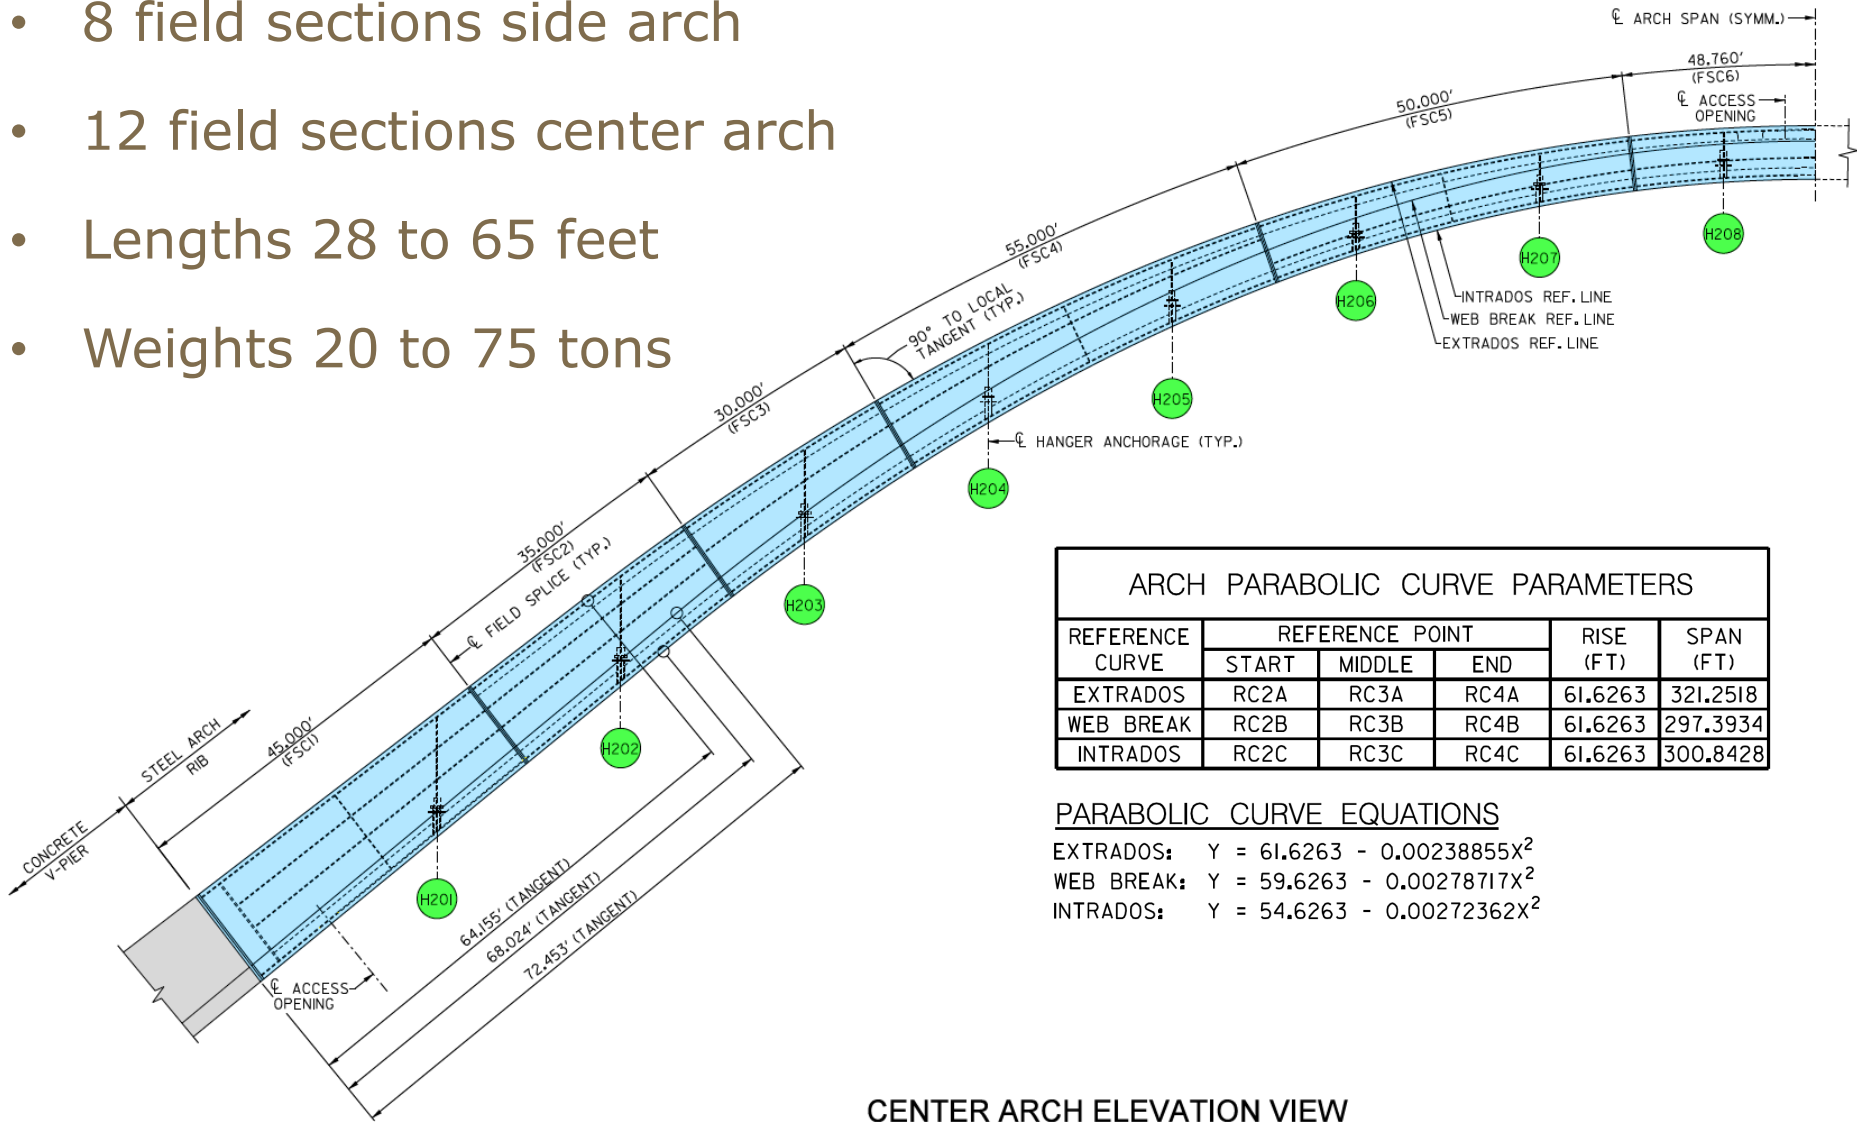 • 8 field sections side arch
• 12 field sections center arch
• Lengths 28 to 65 feet
• Weights 20 to 75 tons
℄ ARCH SPAN (SYMM.)
48.760'
(FSC6)
℄ ACCESS
OPENING
50.000'
(FSC5)
55.000'
(FSC4)
90° TO LOCAL
TANGENT (TYP.)
30.000'
(FSC3)
35.000'
(FSC2)
℄ FIELD SPLICE (TYP.)
45.000'
(FSC1)
STEEL ARCH
RIB
CONCRETE
V-PIER
H208
H207
H206
H205
H204
H203
H202
H201
INTRADOS REF. LINE
WEB BREAK REF. LINE
EXTRADOS REF. LINE
℄ HANGER ANCHORAGE (TYP.)
64.155' (TANGENT)
68.024' (TANGENT)
72.453' (TANGENT)
℄ ACCESS
OPENING
ARCH PARABOLIC CURVE PARAMETERS
REFERENCE CURVE REFERENCE POINT RISE (FT) SPAN (FT)
START MIDDLE END
EXTRADOS RC2A RC3A RC4A 61.6263 321.2518
WEB BREAK RC2B RC3B RC4B 61.6263 297.3934
INTRADOS RC2C RC3C RC4C 61.6263 300.8428
PARABOLIC CURVE EQUATIONS
EXTRADOS: Y = 61.6263 - 0.00238855X²
WEB BREAK: Y = 59.6263 - 0.00278717X²
INTRADOS: Y = 54.6263 - 0.00272362X²
CENTER ARCH ELEVATION VIEW